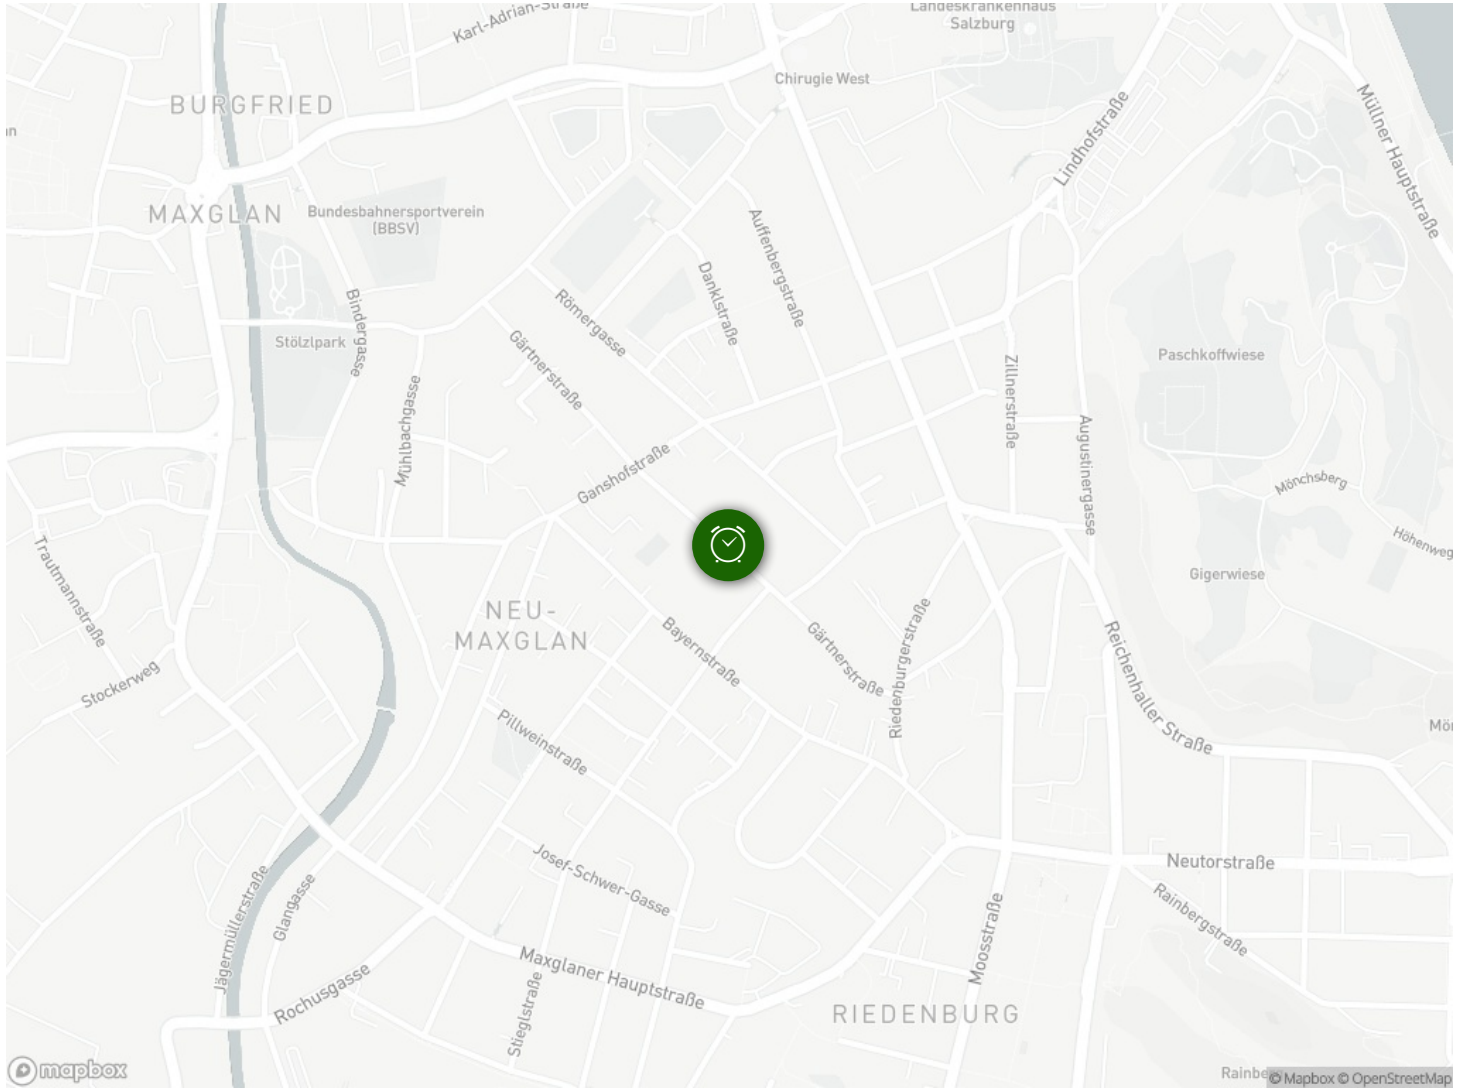 Karl-Adrian-Straße
Landeskrankenhaus
Salzburg
Chirugie West
BURGFRIED
Müllner Hauptstraße
Lindhofstraße
MAXGLAN
Bundesbahnersportverein
(BBSV)
Auffenbergstraße
Danklstraße
Römergasse
Bindergasse
Stölzlpark
Gärtnerstraße
Paschkoffwiese
Zillnerstraße
Mühlbachgasse
Augustinergasse
Ganshofstraße
Mönchsberg
Höhenweg
Trautmannstraße
Gigerwiese
NEU-
MAXGLAN
Bayernstraße
Gärtnerstraße
Riedenburgerstraße
Reichenhaller Straße
Stockerweg
Pillweinstraße
Josef-Schwer-Gasse
Neutorstraße
Rainbergstraße
Jägermüllerstraße
Glangasse
Moosstraße
Maxglaner Hauptstraße
Rochusgasse
Stieglstraße
RIEDENBURG
mapbox
© Mapbox © OpenStreetMap